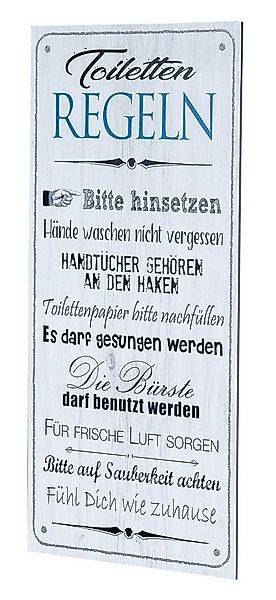 Toiletten
REGELN
Bitte hinsetzen
Hände waschen nicht vergessen
HANDTÜCHER GEHÖREN
AN DEN HAKEN
Toilettenpapier bitte nachfüllen
Es darf gesungen werden
Die Bürste
darf benutzt werden
FÜR FRISCHE LUFT SORGEN
Bitte auf Sauberkeit achten
Fühl Dich wie zuhause